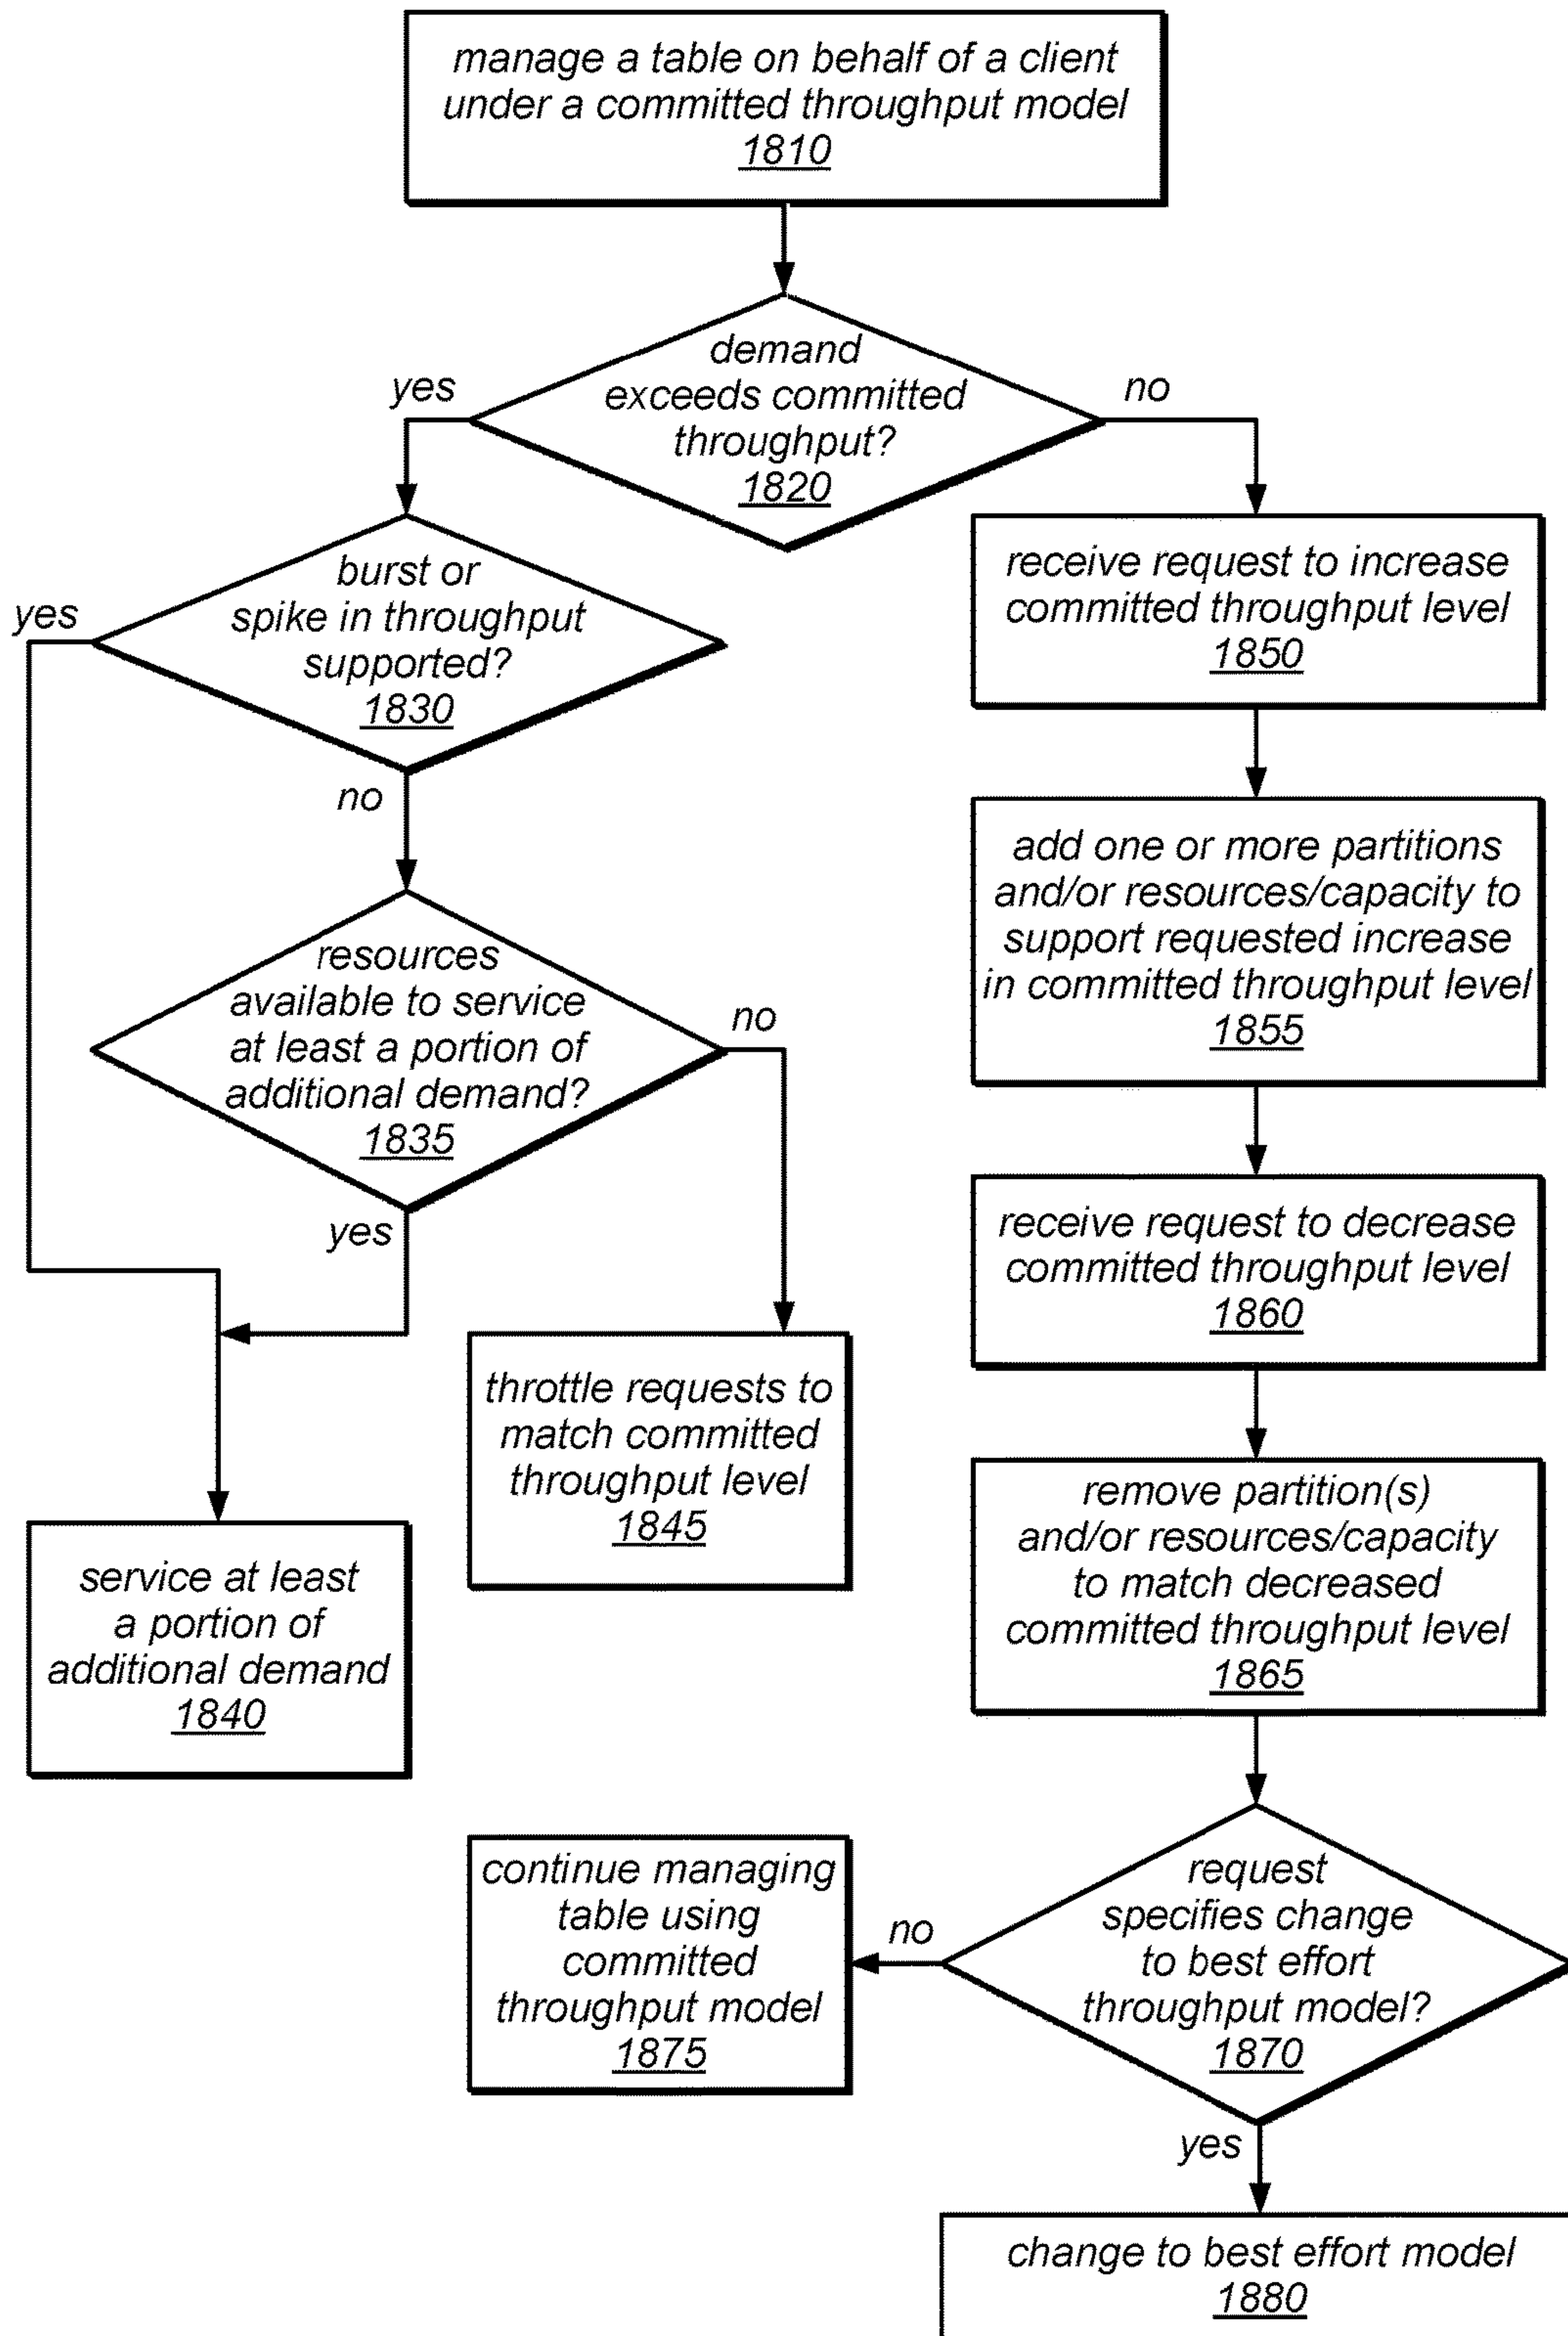 manage a table on behalf of a client
under a committed throughput model
1810
demand
exceeds committed
throughput?
1820
yes
no
burst or
spike in throughput
supported?
1830
yes
no
resources
available to service
at least a portion of
additional demand?
1835
no
yes
throttle requests to
match committed
throughput level
1845
service at least
a portion of
additional demand
1840
receive request to increase
committed throughput level
1850
add one or more partitions
and/or resources/capacity to
support requested increase
in committed throughput level
1855
receive request to decrease
committed throughput level
1860
remove partition(s)
and/or resources/capacity
to match decreased
committed throughput level
1865
request
specifies change
to best effort
throughput model?
1870
no
continue managing
table using
committed
throughput model
1875
yes
change to best effort model
1880